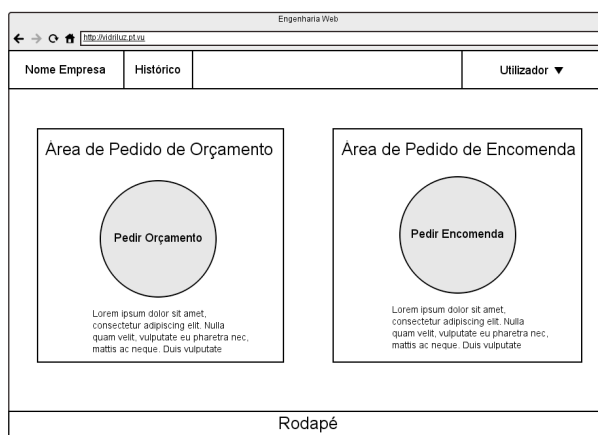 Engenharia Web
http://vidriluz.pt.vu
Nome Empresa
Histórico
Utilizador ▼
Área de Pedido de Orçamento
Pedir Orçamento
Lorem ipsum dolor sit amet,
consectetur adipiscing elit. Nulla
quam velit, vulputate eu pharetra nec,
mattis ac neque. Duis vulputate
Área de Pedido de Encomenda
Pedir Encomenda
Lorem ipsum dolor sit amet,
consectetur adipiscing elit. Nulla
quam velit, vulputate eu pharetra nec,
mattis ac neque. Duis vulputate
Rodapé